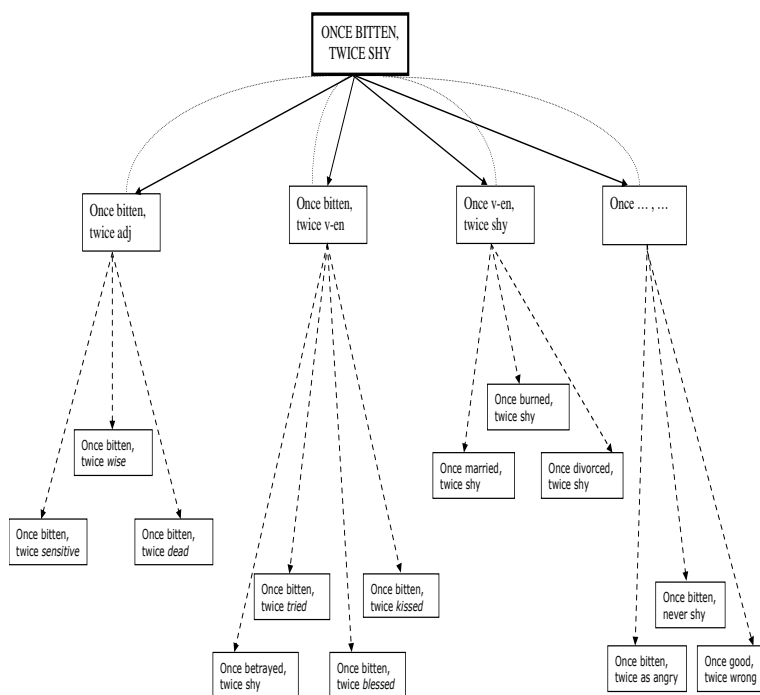 ONCE BITTEN,
TWICE SHY
Once bitten,
twice adj
Once bitten,
twice v-en
Once v-en,
twice shy
Once ... , ...
Once burned,
twice shy
Once bitten,
twice wise
Once married,
twice shy
Once divorced,
twice shy
Once bitten,
twice sensitive
Once bitten,
twice dead
Once bitten,
twice tried
Once bitten,
twice kissed
Once bitten,
never shy
Once betrayed,
twice shy
Once bitten,
twice blessed
Once bitten,
twice as angry
Once good,
twice wrong